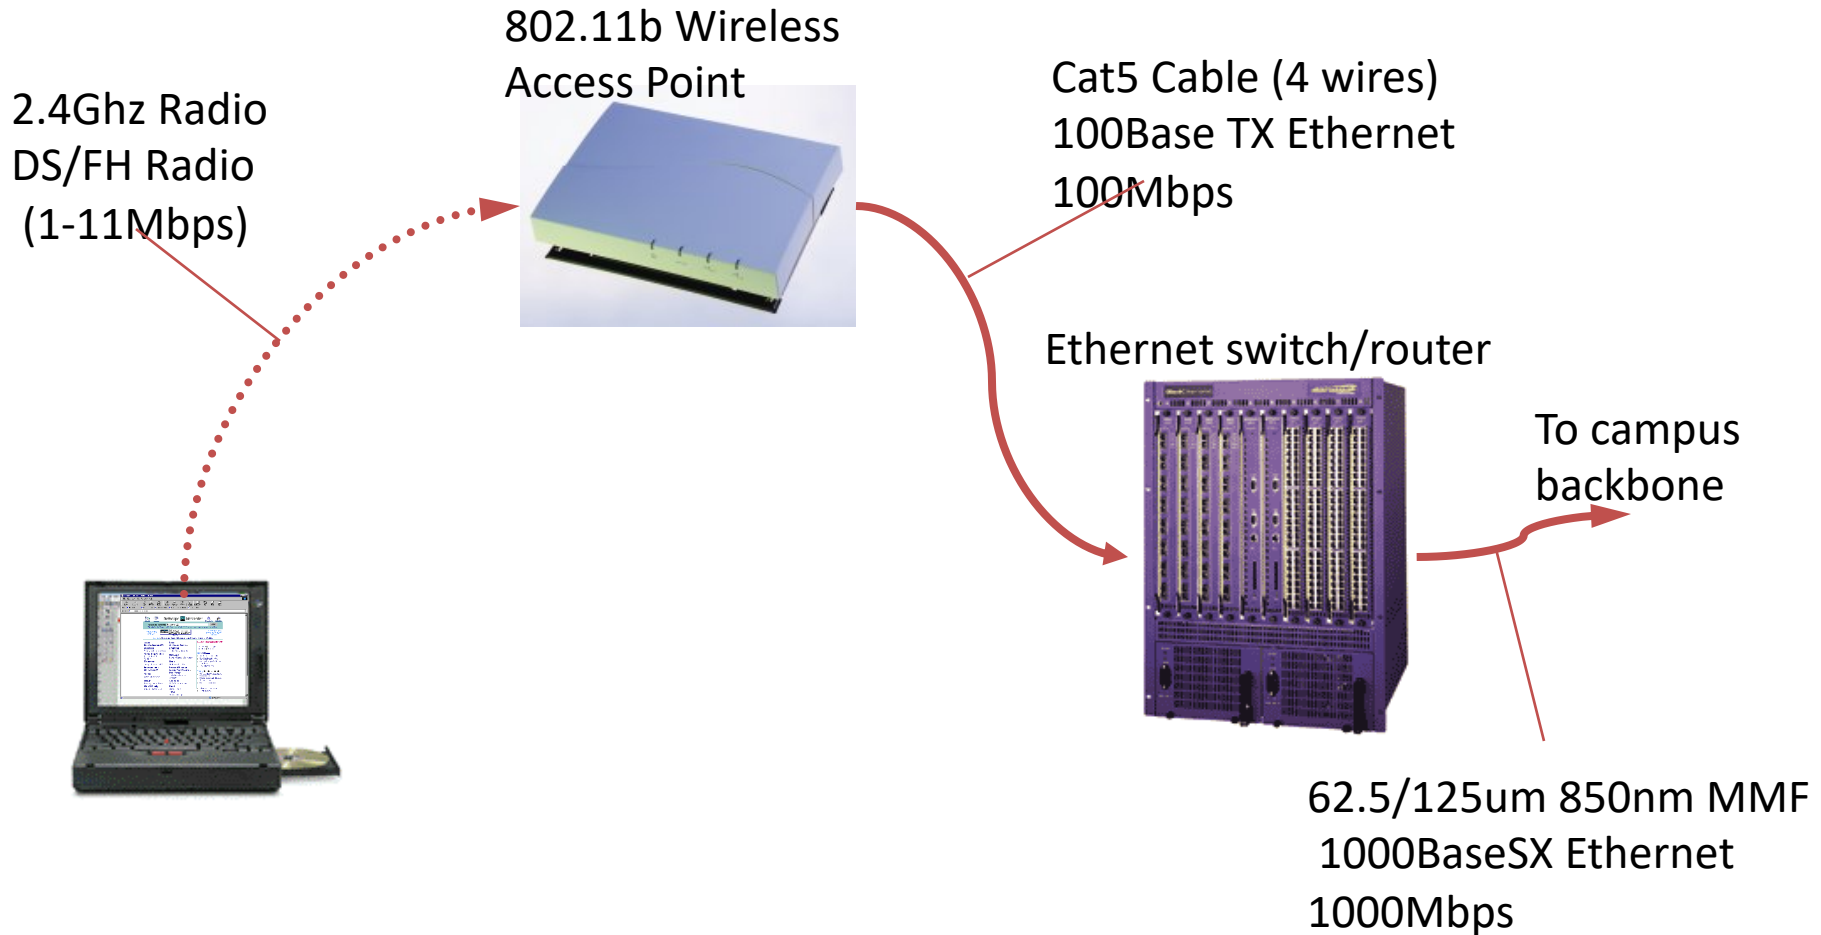 802.11b Wireless
Access Point
2.4Ghz Radio
DS/FH Radio
(1-11Mbps)
Cat5 Cable (4 wires)
100Base TX Ethernet
100Mbps
Ethernet switch/router
To campus
backbone
62.5/125um 850nm MMF
1000BaseSX Ethernet
1000Mbps